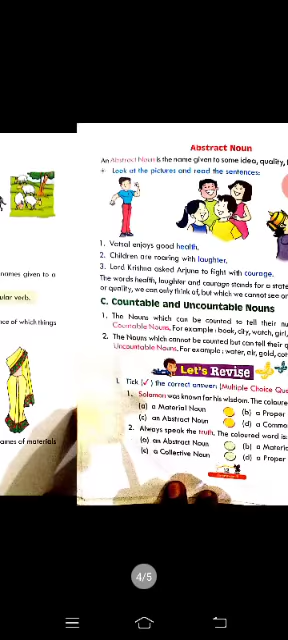 names given to a
ular verb.
nce of which things
ames of materials
Abstract Noun
An Abstract Noun is the name given to some idea, quality,
Look at the pictures and read the sentences:
1. Vatsal enjoys good health.
2. Children are roaring with laughter.
3. Lord Krishna asked Arjuna to fight with courage.
The words health, laughter and courage stands for a state
or quality, we can only think of, but which we cannot see or
C. Countable and Uncountable Nouns
1. The Nouns which can be counted to tell their nu
Countable Nouns. For example : book, city, watch, girl,
2. The Nouns which cannot be counted but can tell their q
Uncountable Nouns. For example : water, air, gold, cot
Let's Revise
1. Tick (✓) the correct answer: (Multiple Choice Que
1. Solomon was known for his wisdom. The coloure
(a) a Material Noun (b) a Proper
(c) an Abstract Noun (d) a Commo
2. Always speak the truth. The coloured word is
(a) an Abstract Noun (b) a Materia
(c) a Collective Noun (d) a Proper
4/5